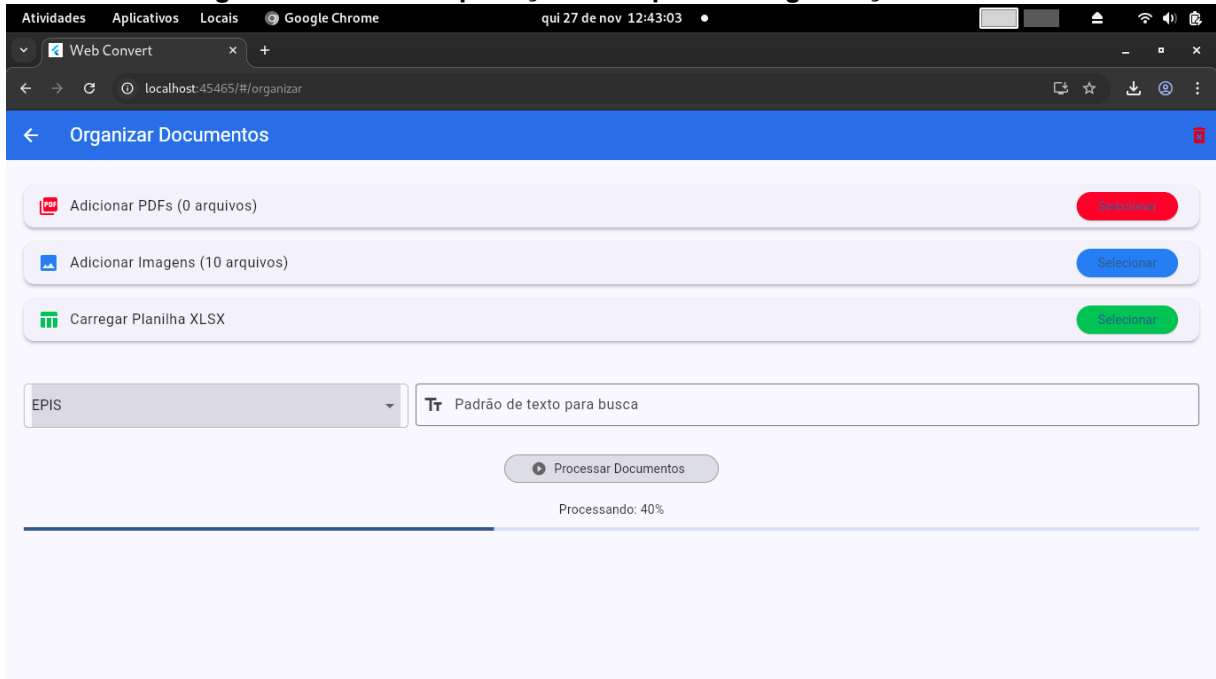 Atividades Aplicativos Locais Google Chrome qui 27 de nov 12:43:03
Web Convert
localhost:45465/#/organizar
Organizar Documentos
PDF Adicionar PDFs (0 arquivos) Selecionar
Adicionar Imagens (10 arquivos) Selecionar
Carregar Planilha XLSX Selecionar
EPIS Padrão de texto para busca
Processar Documentos
Processando: 40%